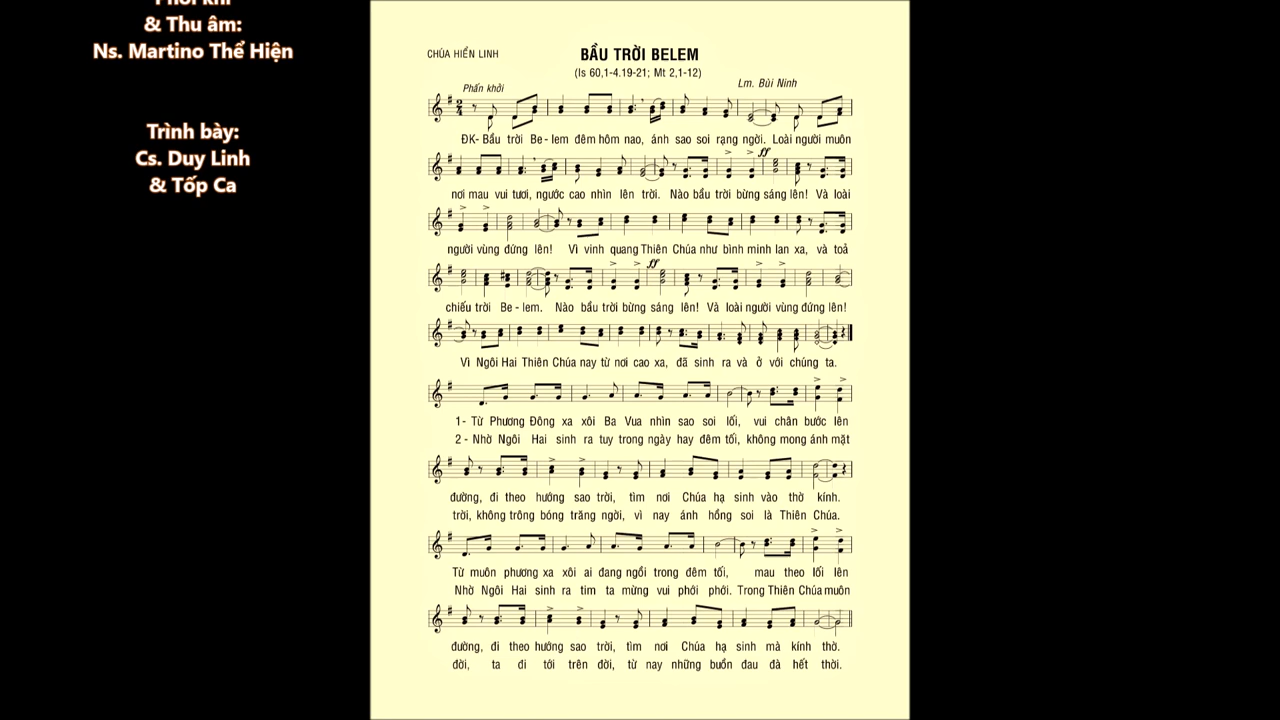 Phối khí
& Thu âm:
Ns. Martino Thể Hiện
Trình bày:
Cs. Duy Linh
& Tốp Ca
CHÚA HIỂN LINH
BẦU TRỜI BELEM
(Is 60,1-4.19-21; Mt 2,1-12)
Phấn khởi
Lm. Bùi Ninh
ĐK- Bầu trời Be - lem đêm hôm nao, ánh sao soi rạng ngời. Loài người muôn
nơi mau vui tươi, ngước cao nhìn lên trời. Nào bầu trời bừng sáng lên! Và loài
người vùng đứng lên! Vì vinh quang Thiên Chúa như bình minh lan xa, và toả
chiếu trời Be - lem. Nào bầu trời bừng sáng lên! Và loài người vùng đứng lên!
Vì Ngôi Hai Thiên Chúa nay từ nơi cao xa, đã sinh ra và ở với chúng ta.
1- Từ Phương Đông xa xôi Ba Vua nhìn sao soi lối, vui chân bước lên
2 - Nhờ Ngôi Hai sinh ra tuy trong ngày hay đêm tối, không mong ánh mặt
đường, đi theo hướng sao trời, tìm nơi Chúa hạ sinh vào thờ kính.
trời, không trông bóng trăng ngời, vì nay ánh hồng soi là Thiên Chúa.
Từ muôn phương xa xôi ai đang ngồi trong đêm tối, mau theo lối lên
Nhờ Ngôi Hai sinh ra tim ta mừng vui phơi phới. Trong Thiên Chúa muôn
đường, đi theo hướng sao trời, tìm nơi Chúa hạ sinh mà kính thờ.
đời, ta đi tới trên đời, từ nay những buồn đau đà hết thời.